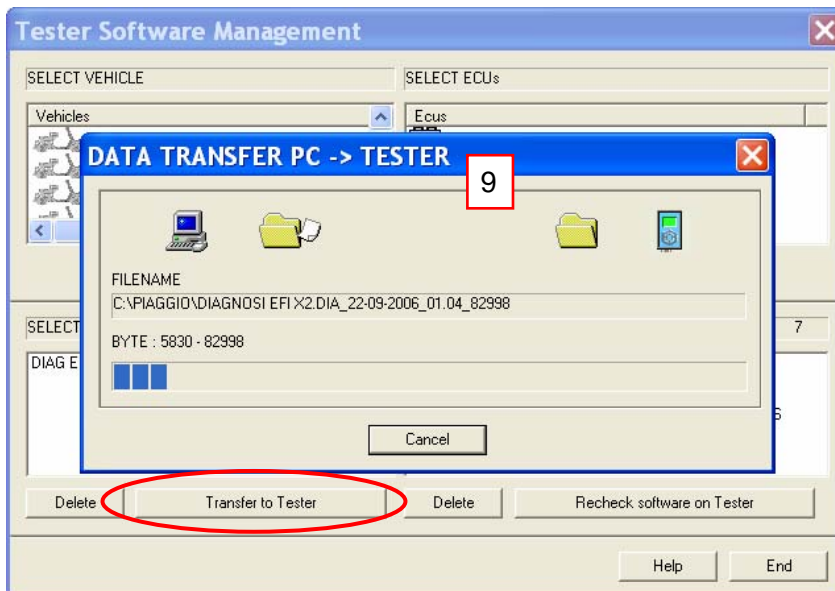 Tester Software Management
SELECT VEHICLE
SELECT ECUs
Vehicles
Ecus
DATA TRANSFER PC -> TESTER
9
FILENAME
C:\PIAGGIO\DIAGNOSI EFI X2.DIA_22-09-2006_01.04_82998
SELECT
7
BYTE : 5830 - 82998
DIAG E
Cancel
Delete
Transfer to Tester
Delete
Recheck software on Tester
Help
End